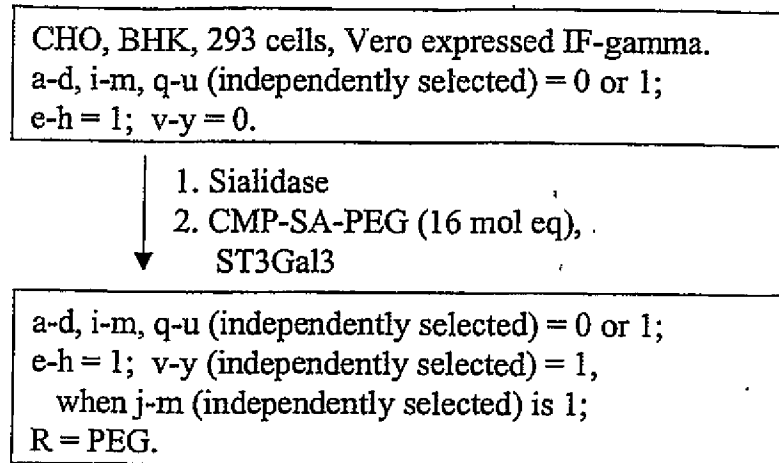 CHO, BHK, 293 cells, Vero expressed IF-gamma.
a-d, i-m, q-u (independently selected) = 0 or 1;
e-h = 1; v-y = 0.
1. Sialidase
2. CMP-SA-PEG (16 mol eq),
ST3Gal3
a-d, i-m, q-u (independently selected) = 0 or 1;
e-h = 1; v-y (independently selected) = 1,
when j-m (independently selected) is 1;
R = PEG.